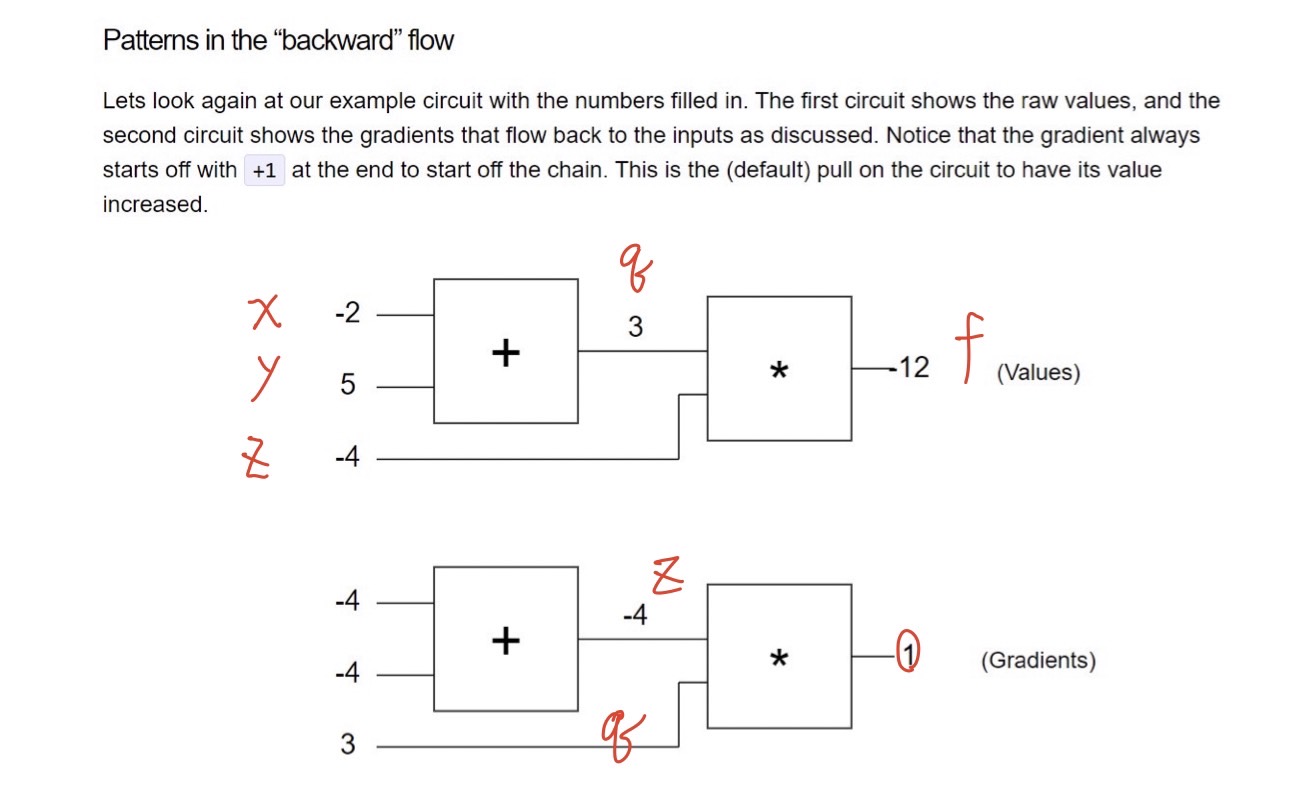 Patterns in the “backward” flow
Lets look again at our example circuit with the numbers filled in. The first circuit shows the raw values, and the
second circuit shows the gradients that flow back to the inputs as discussed. Notice that the gradient always
starts off with +1 at the end to start off the chain. This is the (default) pull on the circuit to have its value
increased.
q
x -2
3
+
f
y 5
* -12 (Values)
z -4
z
-4 -4
+
* 1 (Gradients)
-4
q
3